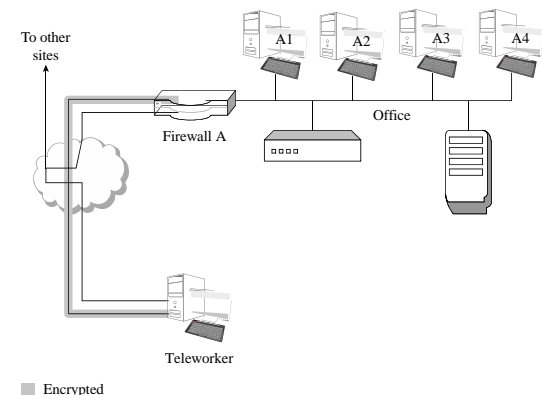 To other
sites
A1
A2
A3
A4
Firewall A
Office
Teleworker
Encrypted